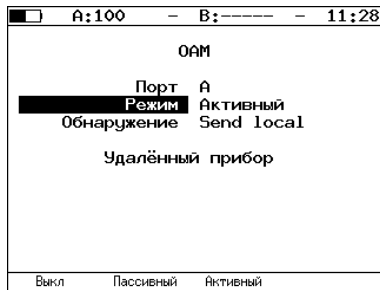 A:100 – B:----- – 11:28
OAM
Порт A
Режим Активный
Обнаружение Send local
Удалённый прибор
Выкл Пассивный Активный